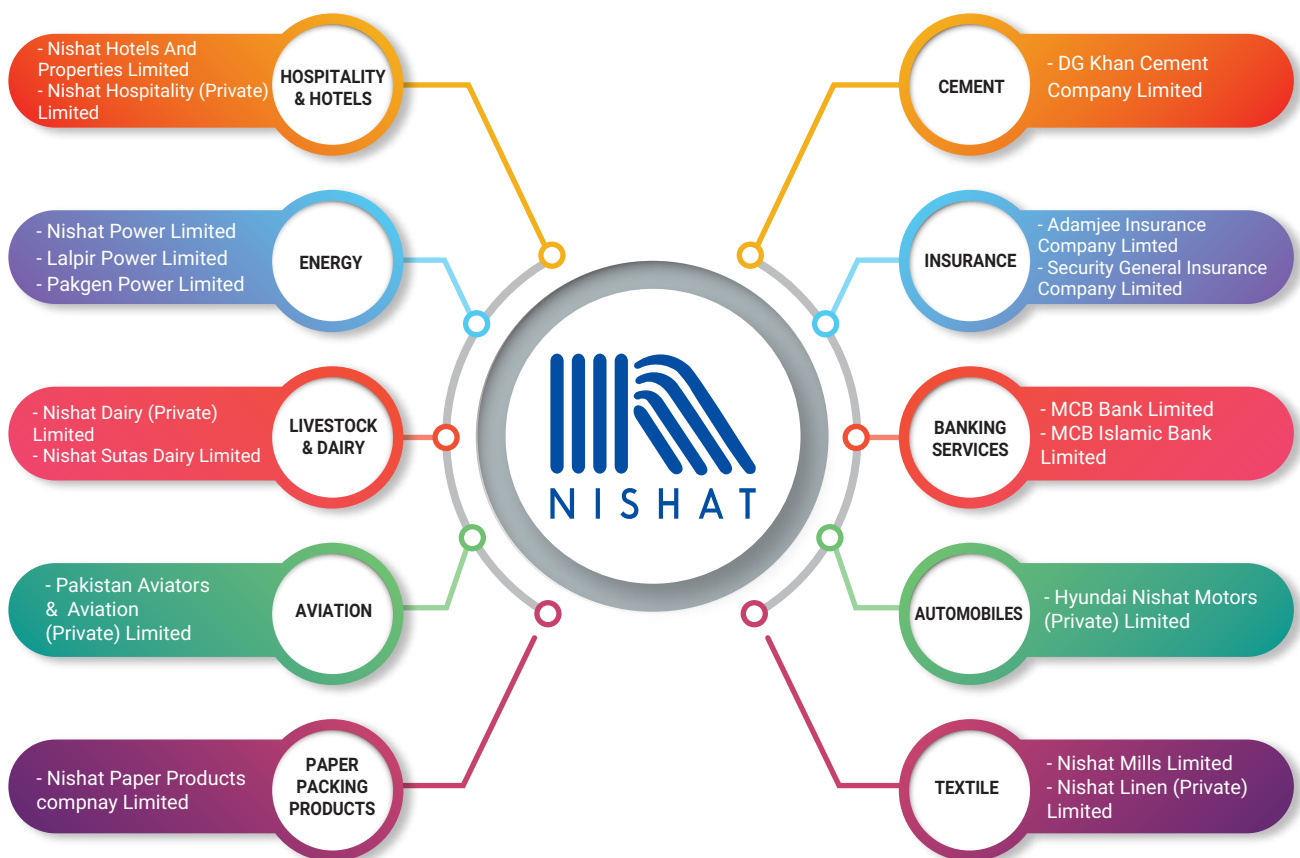 - Nishat Hotels And
Properties Limited
- Nishat Hospitality (Private)
Limited
HOSPITALITY
& HOTELS
- Nishat Power Limited
- Lalpir Power Limited
- Pakgen Power Limited
ENERGY
- Nishat Dairy (Private)
Limited
- Nishat Sutas Dairy Limited
LIVESTOCK
& DAIRY
- Pakistan Aviators
& Aviation
(Private) Limited
AVIATION
- Nishat Paper Products
compnay Limited
PAPER
PACKING
PRODUCTS
NISHAT
CEMENT
- DG Khan Cement
Company Limited
INSURANCE
- Adamjee Insurance
Company Limted
- Security General Insurance
Company Limited
BANKING
SERVICES
- MCB Bank Limited
- MCB Islamic Bank
Limited
AUTOMOBILES
- Hyundai Nishat Motors
(Private) Limited
TEXTILE
- Nishat Mills Limited
- Nishat Linen (Private)
Limited